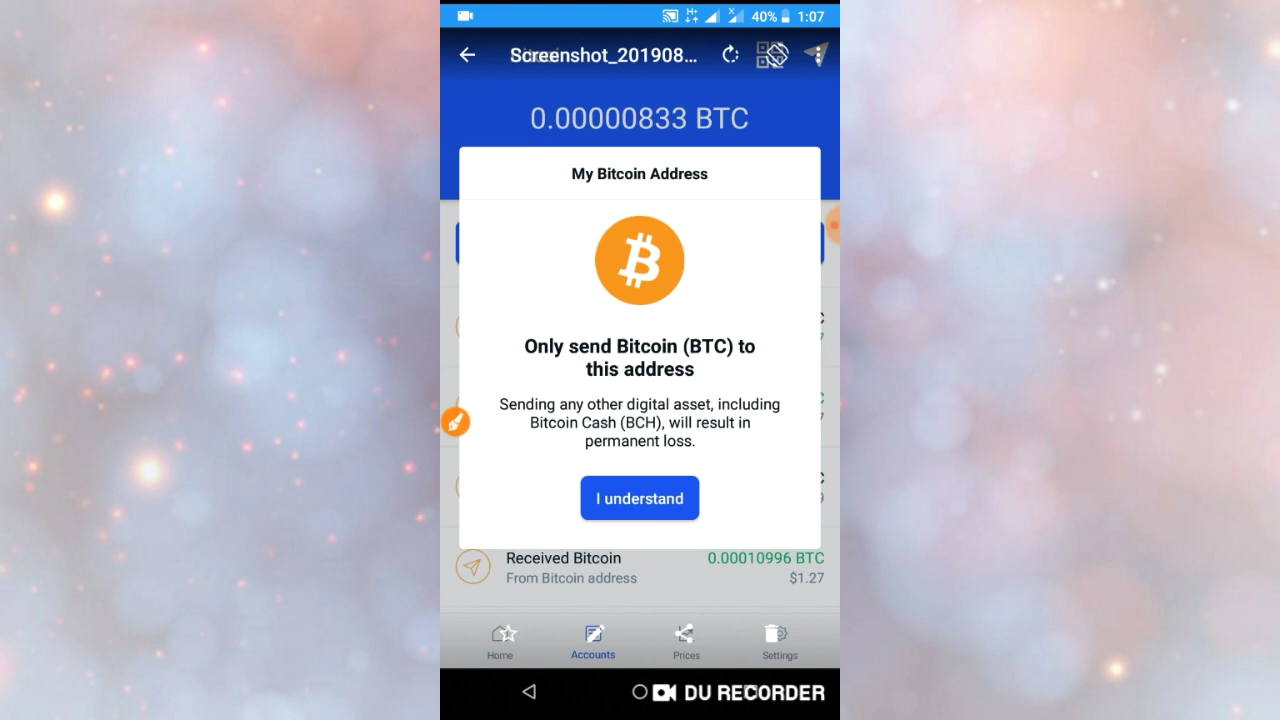 40% 1:07
Screenshot_201908...
0.00000833 BTC
My Bitcoin Address
Only send Bitcoin (BTC) to
this address
Sending any other digital asset, including
Bitcoin Cash (BCH), will result in
permanent loss.
I understand
Received Bitcoin 0.00010996 BTC
From Bitcoin address $1.27
Home Accounts Prices Settings
DU RECORDER